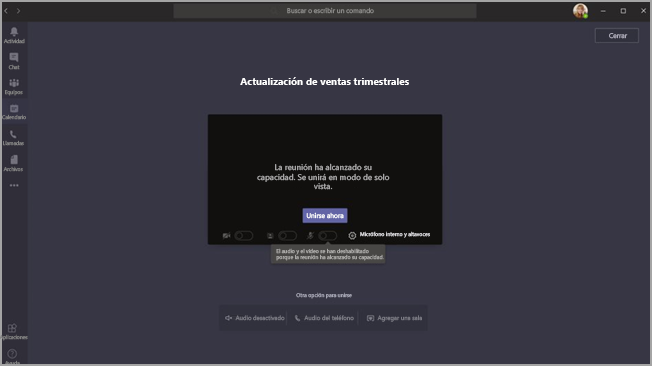 Buscar o escribir un comando
Actividad
Chat
Equipos
Calendario
Llamadas
Archivos
plicaciones
Ayuda
Cerrar
Actualización de ventas trimestrales
La reunión ha alcanzado su
capacidad. Se unirá en modo de solo
vista.
Unirse ahora
Micrófono interno y altavoces
El audio y el vídeo se han deshabilitado
porque la reunión ha alcanzado su capacidad.
Otra opción para unirse
Audio desactivado
Audio del teléfono
Agregar una sala